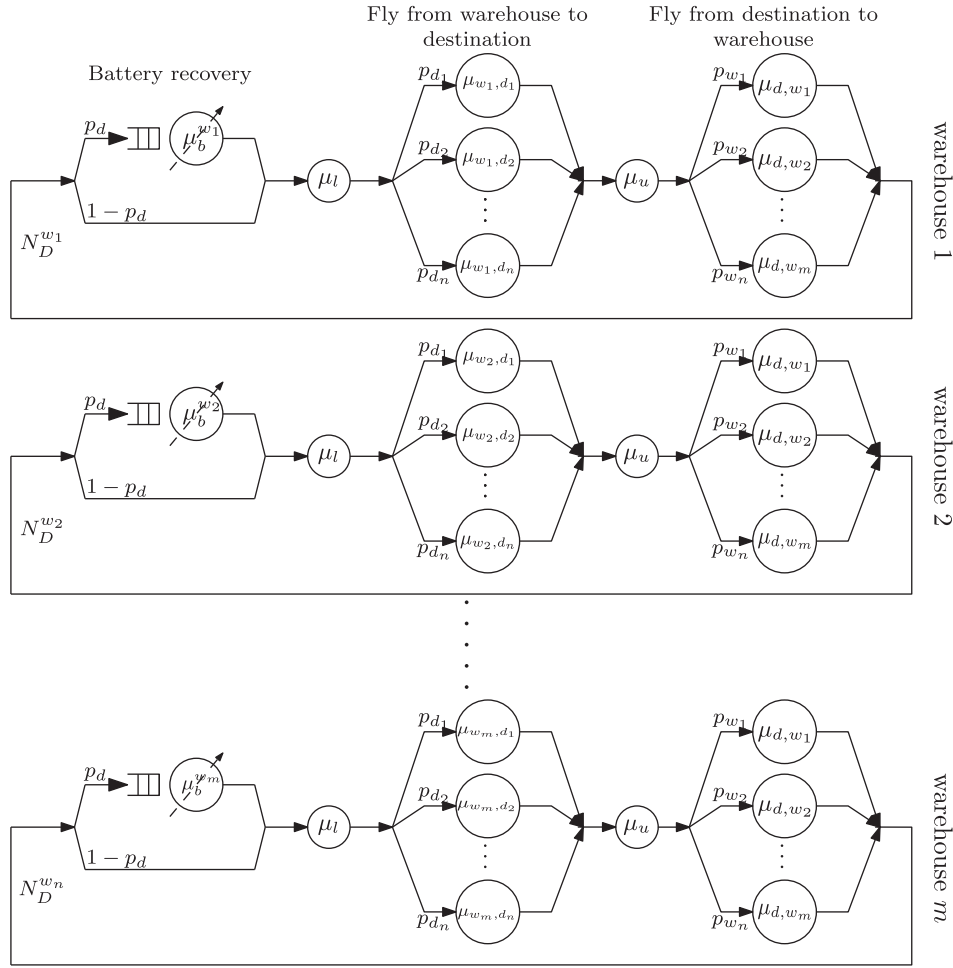 Fly from warehouse to
destination
Fly from destination to
warehouse
Battery recovery
p_{d_1} μ_{w_1,d_1} p_{w_1} μ_{d,w_1}
p_d μ_b^{w_1}
p_{d_2} μ_{w_1,d_2} p_{w_2} μ_{d,w_2}
μ_l μ_u
1 − p_d
N_D^{w_1}
p_{d_n} μ_{w_1,d_n} p_{w_n} μ_{d,w_m}
warehouse 1
p_{d_1} μ_{w_2,d_1} p_{w_1} μ_{d,w_1}
p_d μ_b^{w_2}
p_{d_2} μ_{w_2,d_2} p_{w_2} μ_{d,w_2}
μ_l μ_u
1 − p_d
N_D^{w_2}
p_{d_n} μ_{w_2,d_n} p_{w_n} μ_{d,w_m}
warehouse 2
p_{d_1} μ_{w_m,d_1} p_{w_1} μ_{d,w_1}
p_d μ_b^{w_m}
p_{d_2} μ_{w_m,d_2} p_{w_2} μ_{d,w_2}
μ_l μ_u
1 − p_d
N_D^{w_n}
p_{d_n} μ_{w_m,d_n} p_{w_n} μ_{d,w_m}
warehouse m